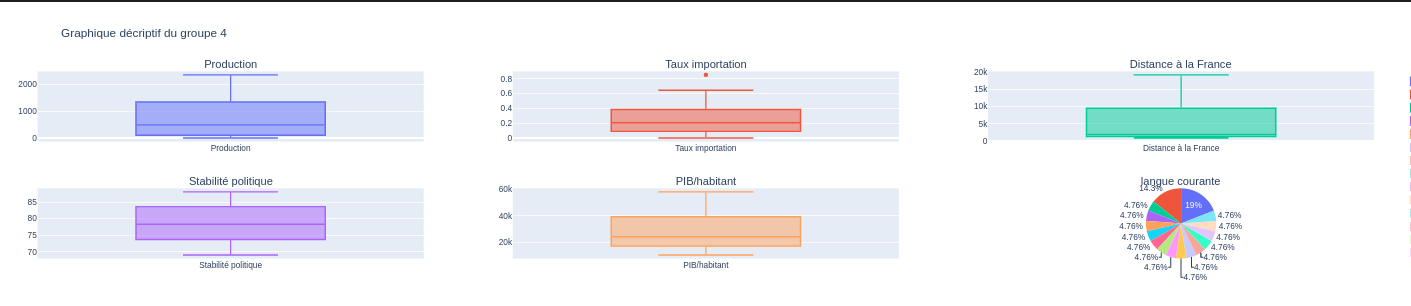 Graphique décriptif du groupe 4
Production
2000
1000
0
Production
Taux importation
0.8
0.6
0.4
0.2
0
Taux importation
Distance à la France
20k
15k
10k
5k
0
Distance à la France
Stabilité politique
85
80
75
70
Stabilité politique
PIB/habitant
60k
40k
20k
PIB/habitant
langue courante
14.3%
19%
4.76%
4.76%
4.76%
4.76%
4.76%
4.76%
4.76%
4.76%
4.76%
4.76%
4.76%
4.76%
4.76%
4.76%